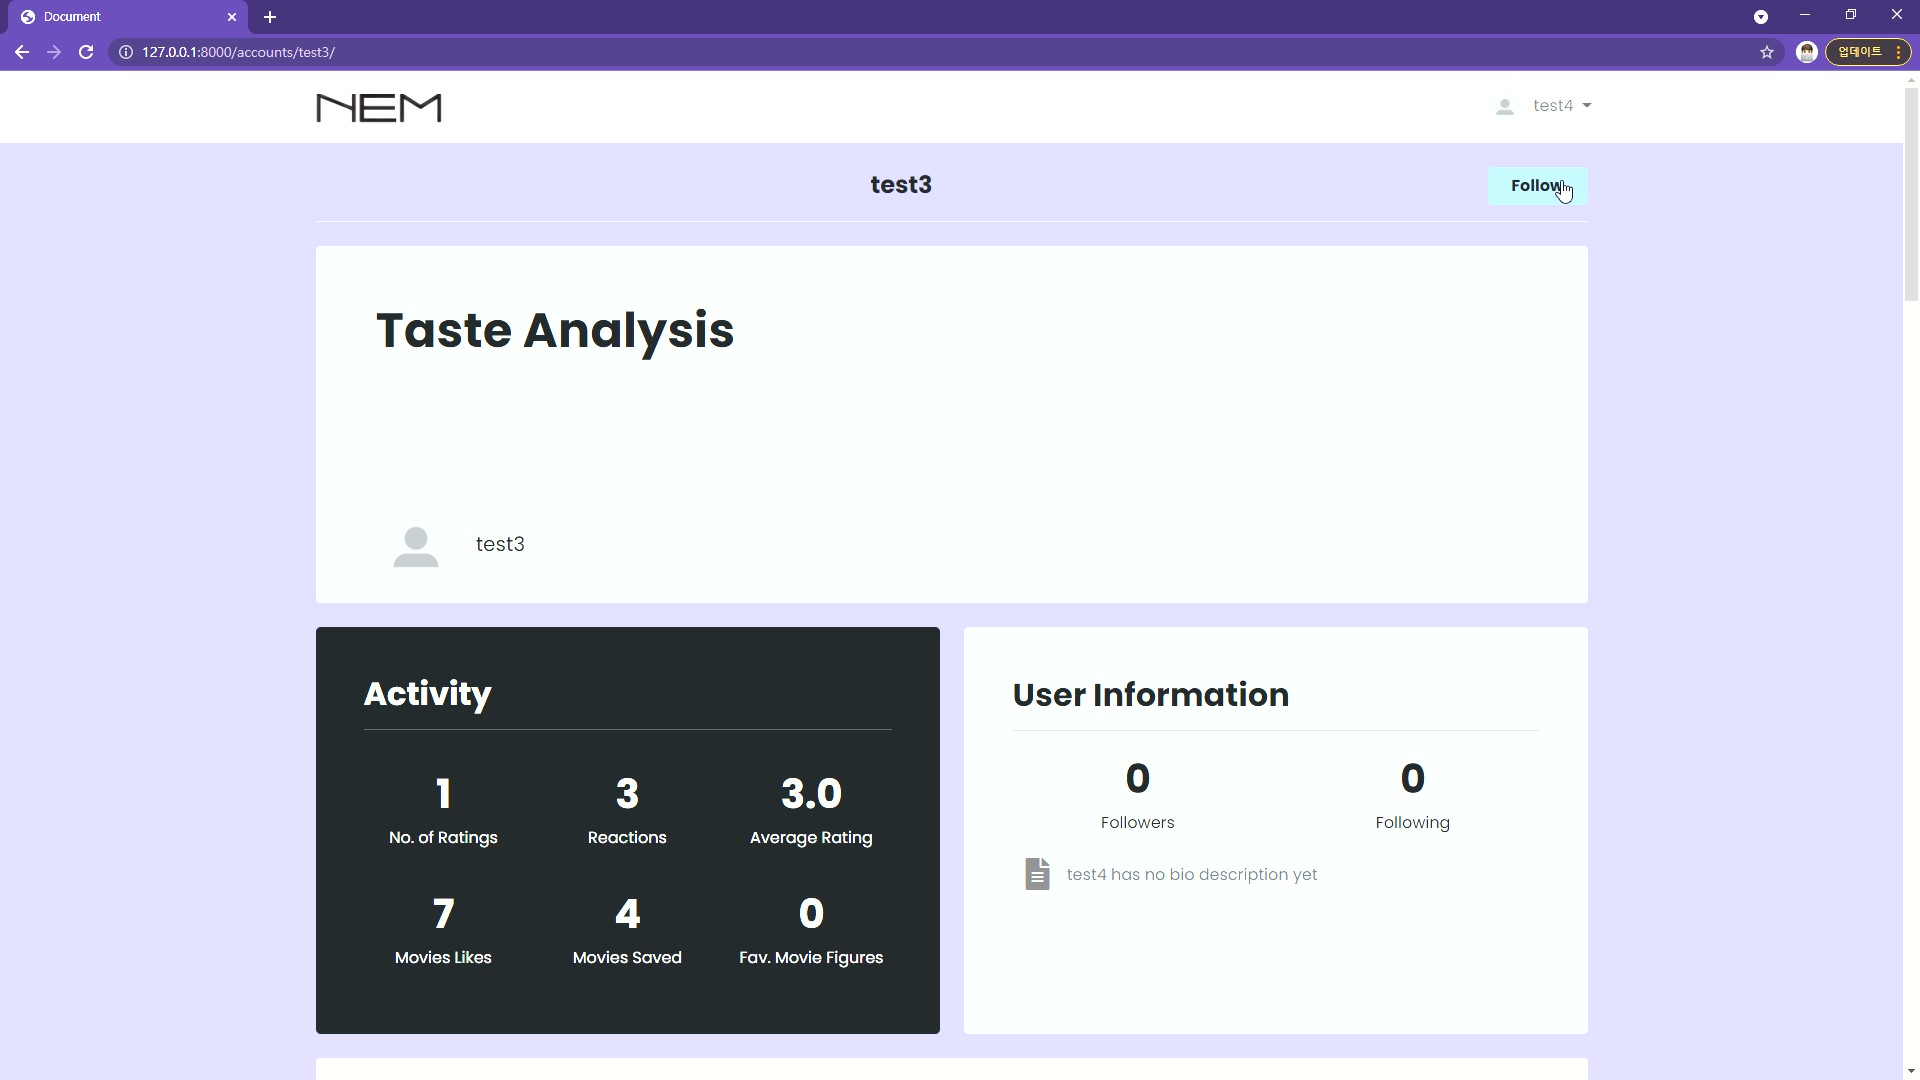 Document
127.0.0.1:8000/accounts/test3/
업데이트
NEM
test4
test3
Follow
Taste Analysis
test3
Activity
1
3
3.0
No. of Ratings
Reactions
Average Rating
7
4
0
Movies Likes
Movies Saved
Fav. Movie Figures
User Information
0
0
Followers
Following
test4 has no bio description yet